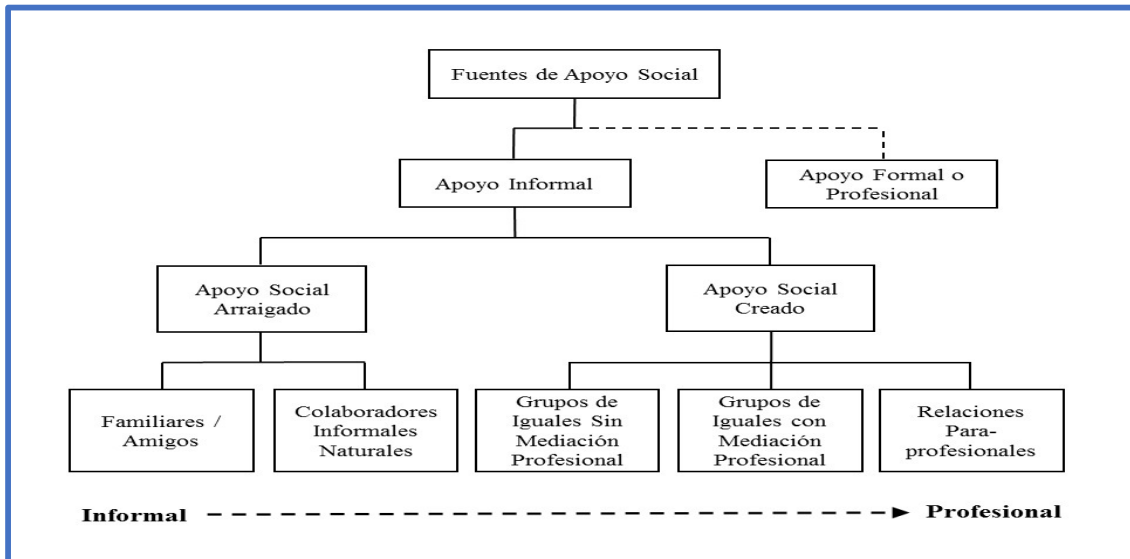 Fuentes de Apoyo Social
Apoyo Informal
Apoyo Formal o
Profesional
Apoyo Social
Arraigado
Apoyo Social
Creado
Familiares /
Amigos
Colaboradores
Informales
Naturales
Grupos de
Iguales Sin
Mediación
Profesional
Grupos de
Iguales con
Mediación
Profesional
Relaciones
Para-
profesionales
Informal
Profesional